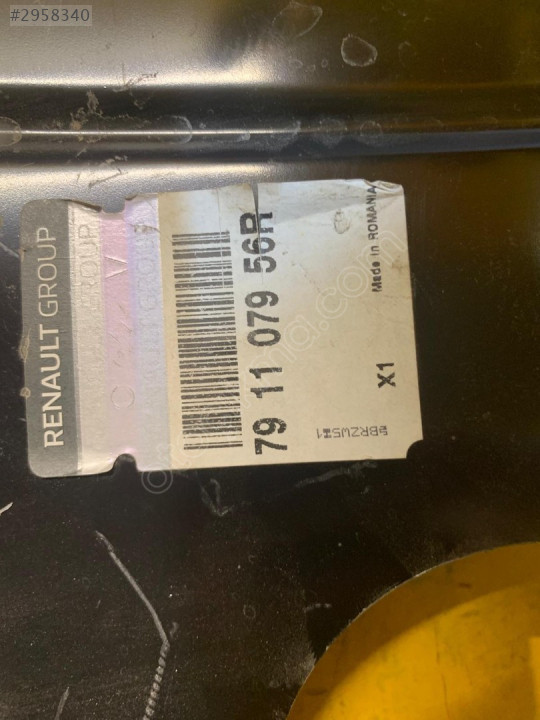 #2958340
RENAULT GROUP
79 11 079 56R
Made in ROMANIA
X1